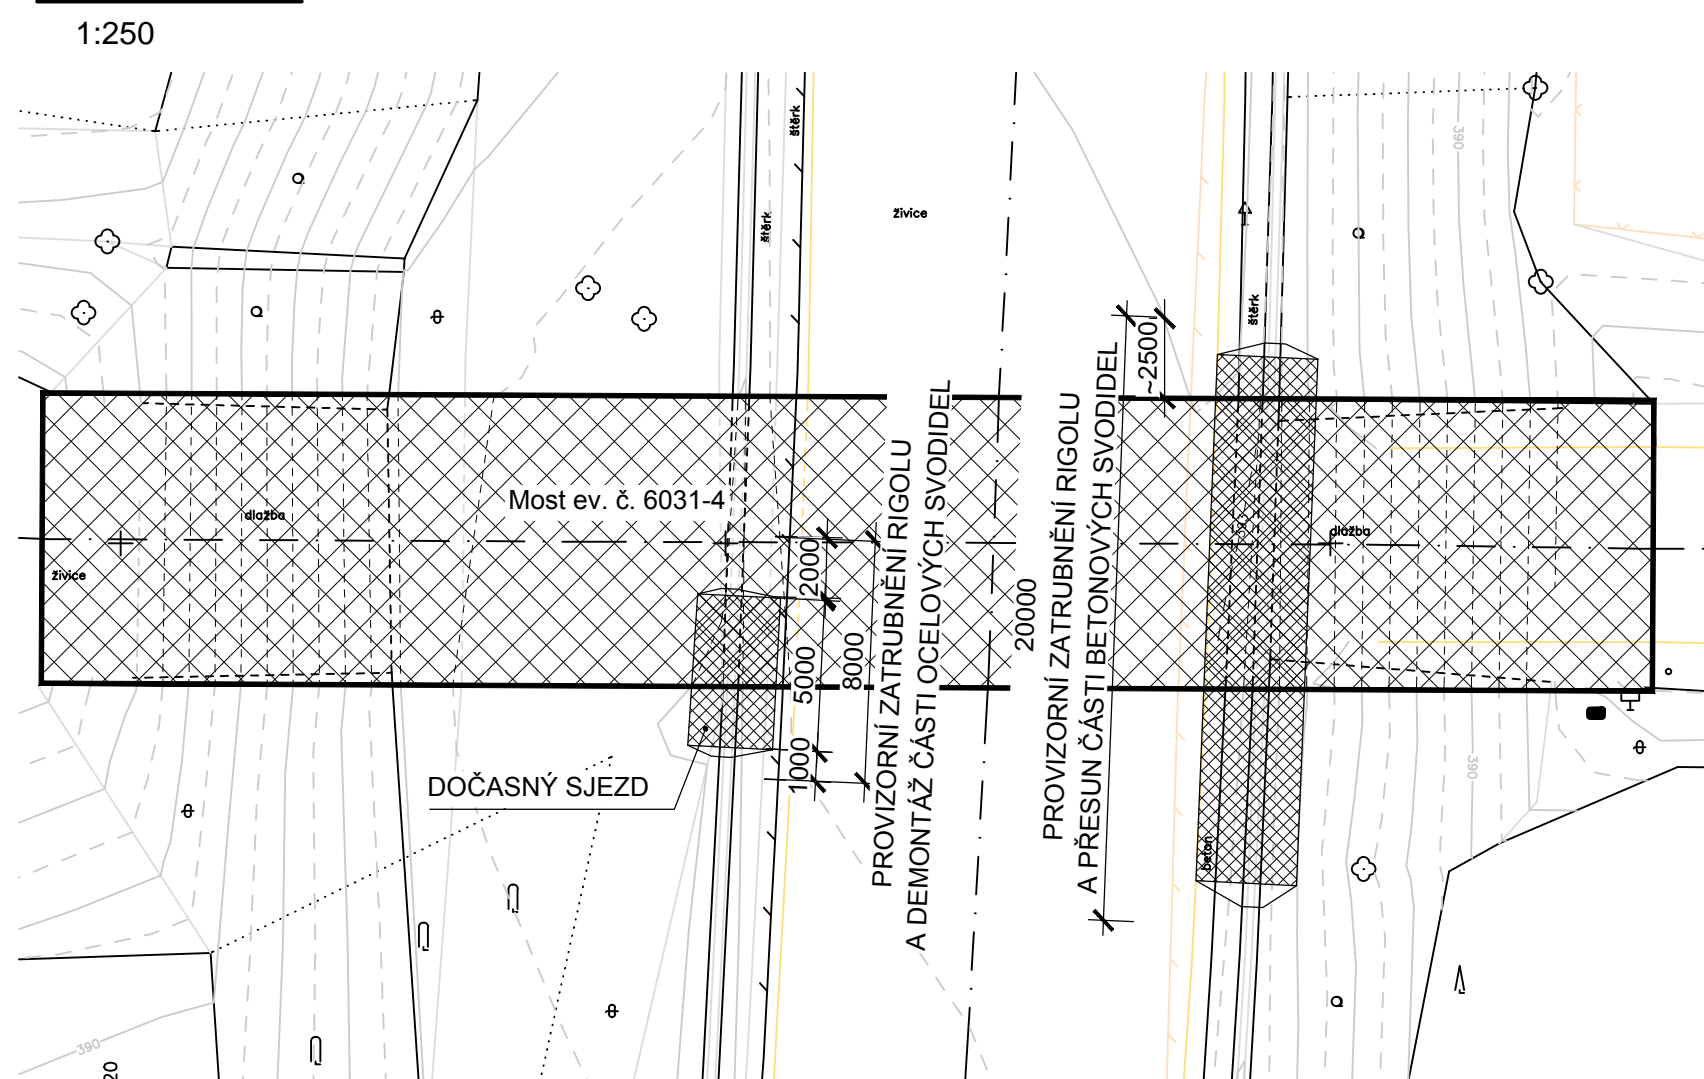 1:250
štěrk
štěrk
živice
390
štěrk
~2500
Most ev. č. 6031-4
dlažba
živice
2000
5000
8000
1000
PROVIZORNÍ ZATRUBNĚNÍ RIGOLU
A DEMONTÁŽ ČÁSTI OCELOVÝCH SVODIDEL
20000
PROVIZORNÍ ZATRUBNĚNÍ RIGOLU
A PŘESUN ČÁSTI BETONOVÝCH SVODIDEL
dlažba
DOČASNÝ SJEZD
beton
390
390
20